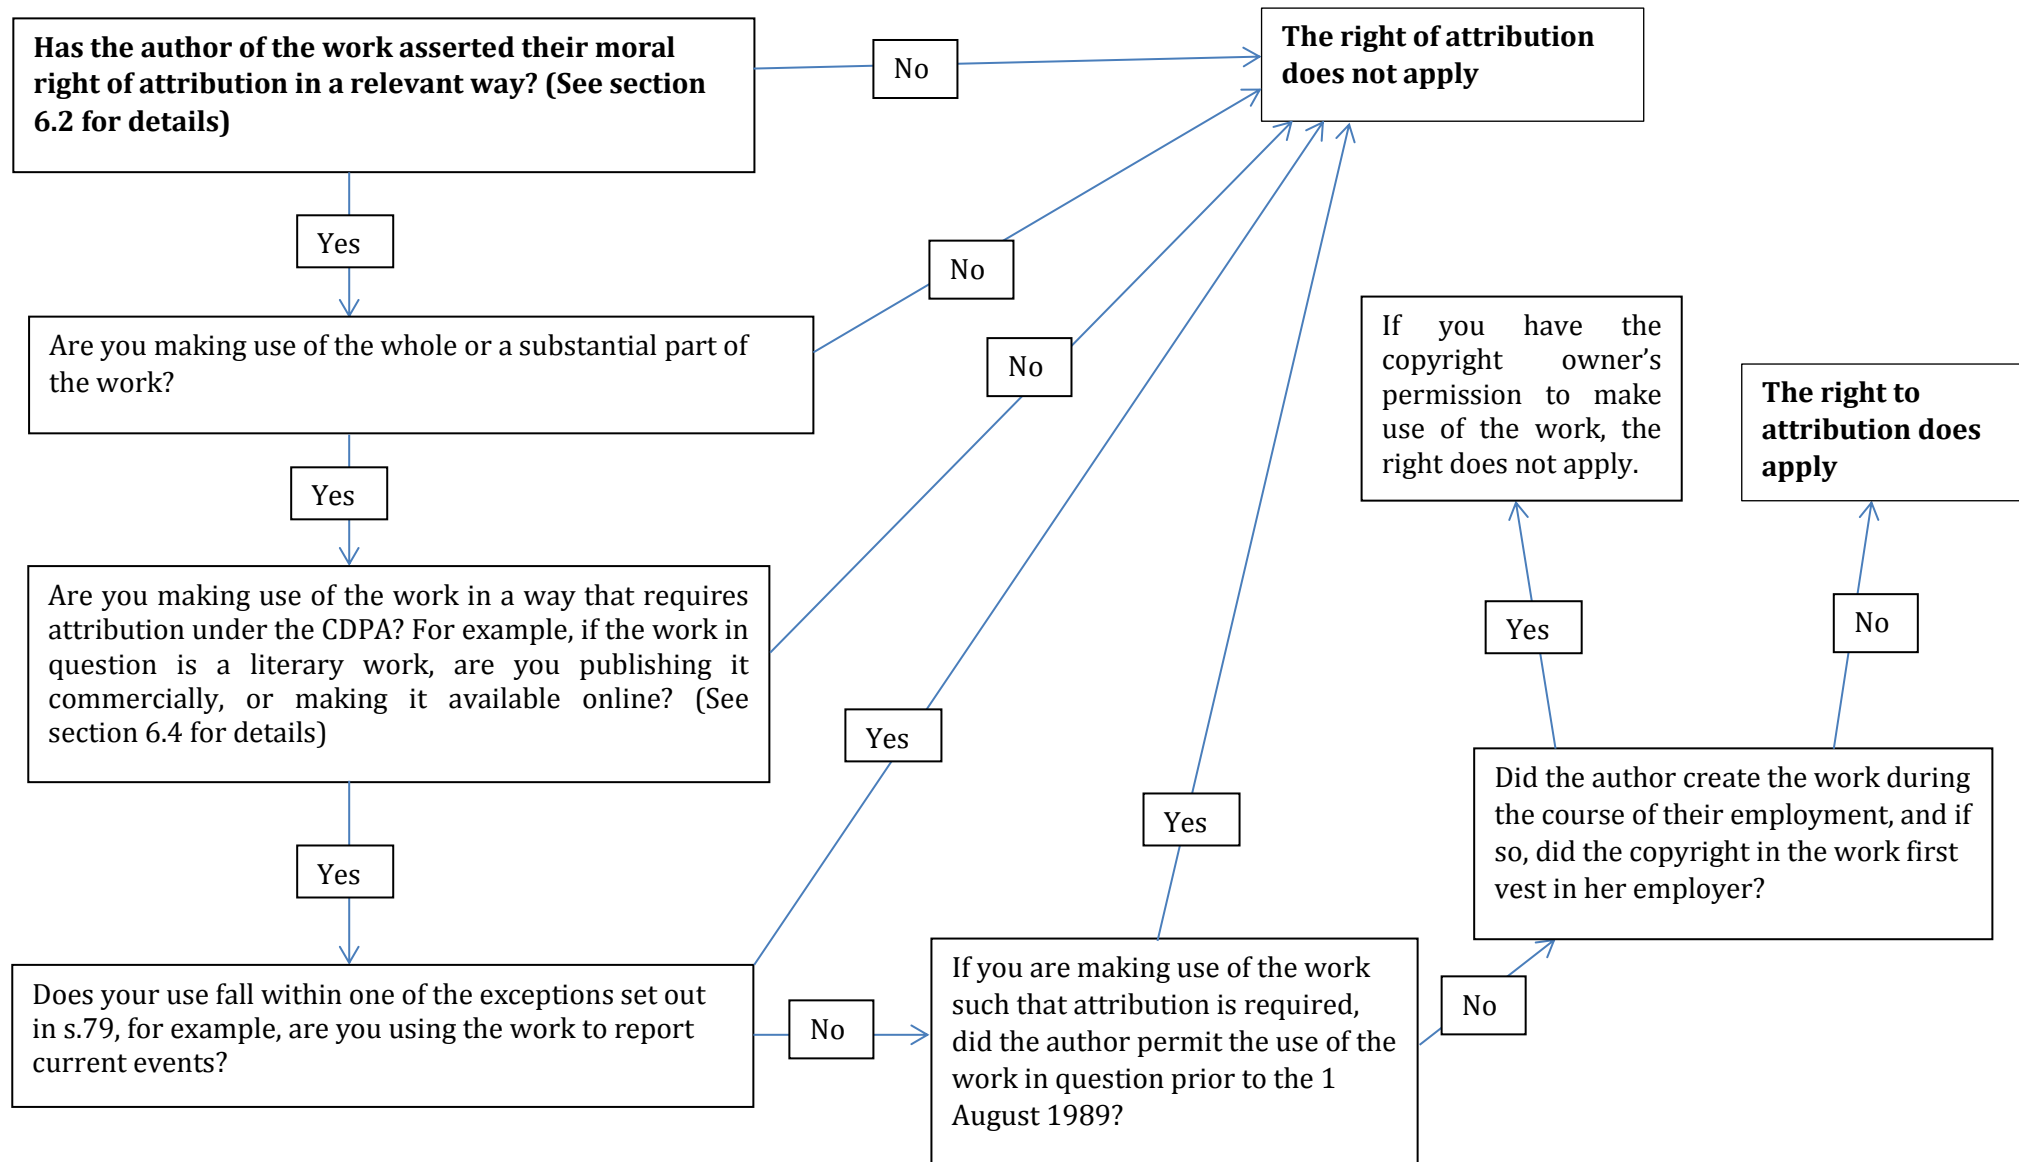 Has the author of the work asserted their moral
right of attribution in a relevant way? (See section
6.2 for details)
No
The right of attribution
does not apply
Yes
No
Are you making use of the whole or a substantial part of
the work?
No
If you have the
copyright owner’s
permission to make
use of the work, the
right does not apply.
The right to
attribution does
apply
Yes
Are you making use of the work in a way that requires
attribution under the CDPA? For example, if the work in
question is a literary work, are you publishing it
commercially, or making it available online? (See
section 6.4 for details)
Yes
No
Yes
Yes
Did the author create the work during
the course of their employment, and if
so, did the copyright in the work first
vest in her employer?
Yes
Does your use fall within one of the exceptions set out
in s.79, for example, are you using the work to report
current events?
No
If you are making use of the work
such that attribution is required,
did the author permit the use of the
work in question prior to the 1
August 1989?
No